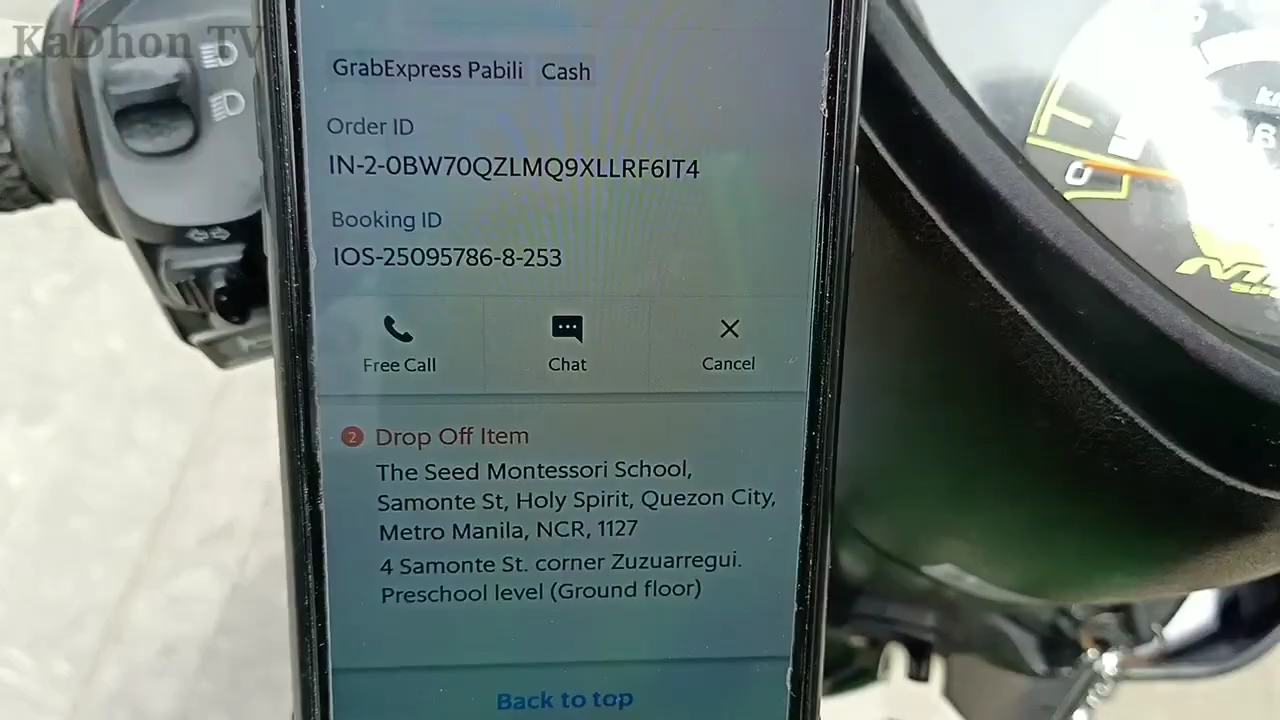 KaDhon TV
GrabExpress Pabili Cash
Order ID
IN-2-0BW70QZLMQ9XLLRF6IT4
Booking ID
IOS-25095786-8-253
Free Call Chat Cancel
2 Drop Off Item
The Seed Montessori School,
Samonte St, Holy Spirit, Quezon City,
Metro Manila, NCR, 1127
4 Samonte St. corner Zuzuarregui.
Preschool level (Ground floor)
Back to top
0